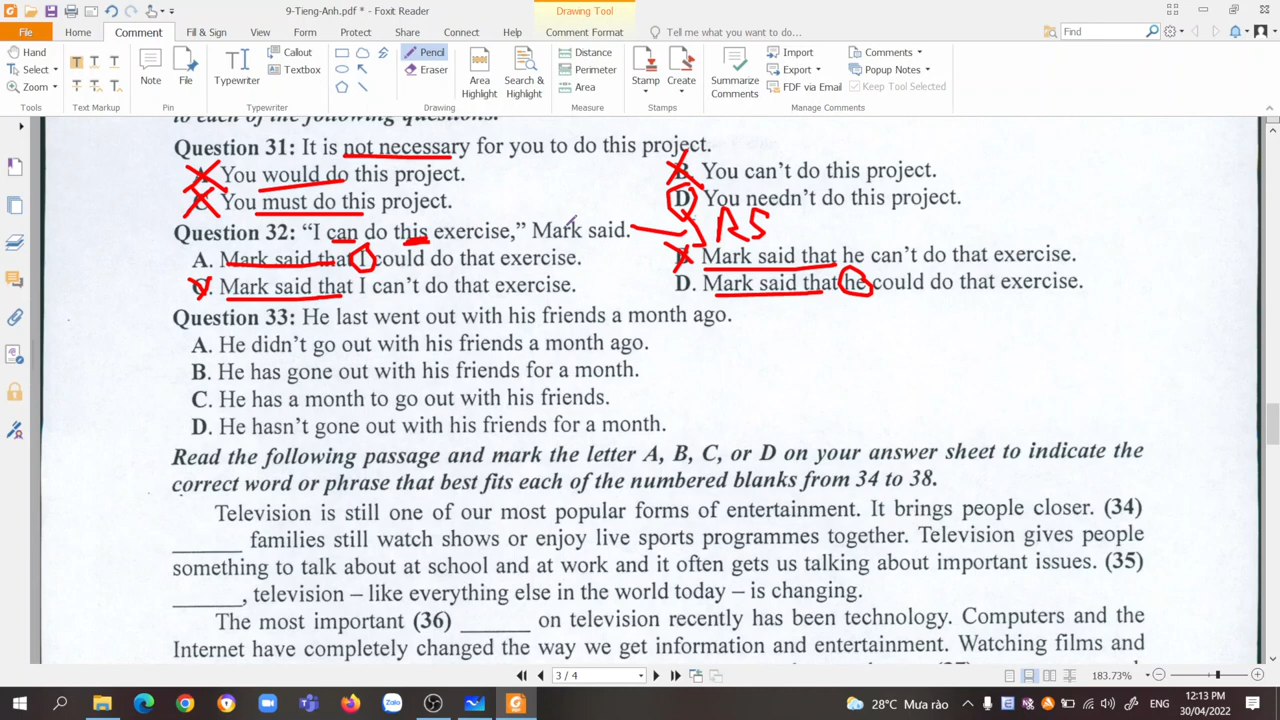 9-Tieng-Anh.pdf * - Foxit Reader
Drawing Tool
File Home Comment Fill & Sign View Form Protect Share Connect Help Comment Format Tell me what you want to do... Find
Hand
Select
Zoom
Tools
Text Markup
Note
File
Pin
Typewriter
Callout
Textbox
Typewriter
Pencil
Eraser
Drawing
Area Highlight
Search & Highlight
Distance
Perimeter
Area
Measure
Stamp
Create
Stamps
Summarize Comments
Import
Export
FDF via Email
Comments
Popup Notes
Keep Tool Selected
Manage Comments
to each of the following questions.
Question 31: It is not necessary for you to do this project.
A. You would do this project. B. You can't do this project.
C. You must do this project. D. You needn't do this project.
RS
Question 32: “I can do this exercise,” Mark said.
A. Mark said that I could do that exercise. B. Mark said that he can't do that exercise.
C. Mark said that I can't do that exercise. D. Mark said that he could do that exercise.
Question 33: He last went out with his friends a month ago.
A. He didn't go out with his friends a month ago.
B. He has gone out with his friends for a month.
C. He has a month to go out with his friends.
D. He hasn't gone out with his friends for a month.
Read the following passage and mark the letter A, B, C, or D on your answer sheet to indicate the
correct word or phrase that best fits each of the numbered blanks from 34 to 38.
Television is still one of our most popular forms of entertainment. It brings people closer. (34)
______ families still watch shows or enjoy live sports programmes together. Television gives people
something to talk about at school and at work and it often gets us talking about important issues. (35)
______, television – like everything else in the world today – is changing.
The most important (36) ______ on television recently has been technology. Computers and the
Internet have completely changed the way we get information and entertainment. Watching films and
3 / 4
183.73%
Zalo
28°C Mưa rào
ENG
12:13 PM
30/04/2022